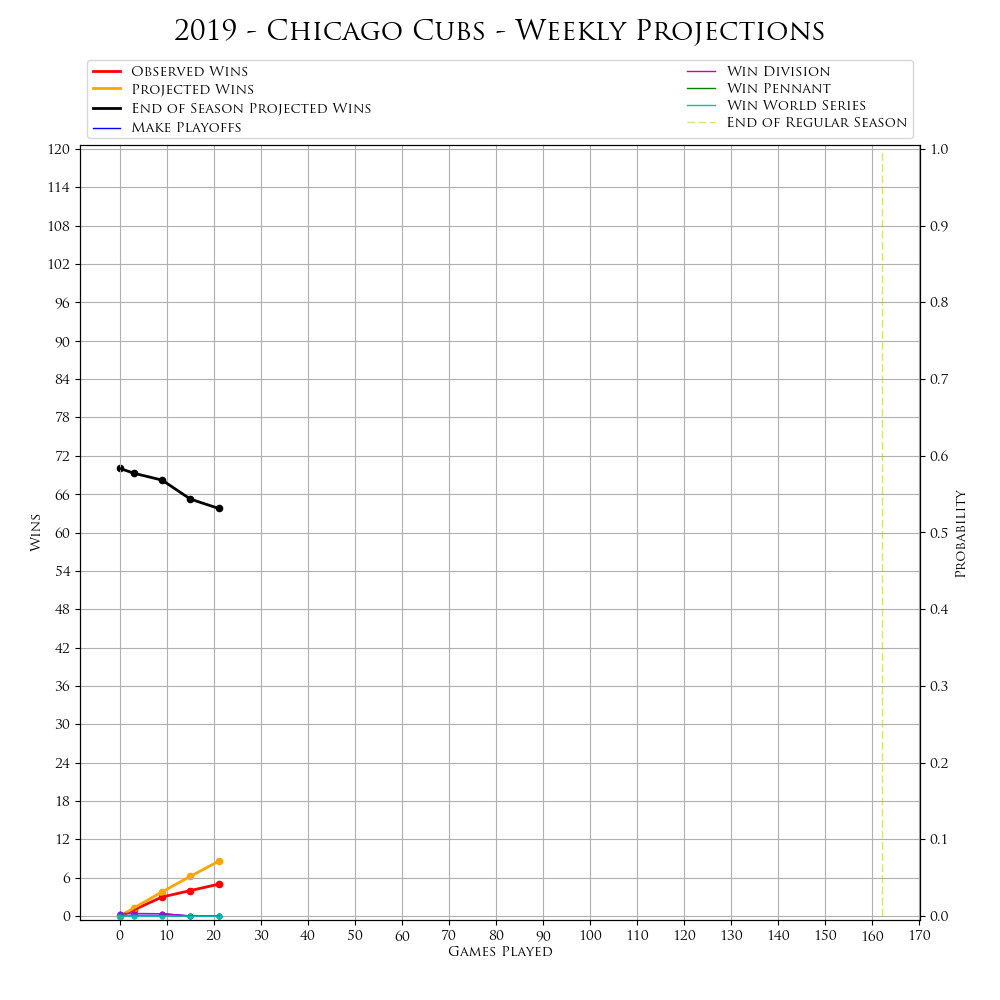 2019 - Chicago Cubs - Weekly Projections
Observed Wins
Projected Wins
End of Season Projected Wins
Make Playoffs
Win Division
Win Pennant
Win World Series
End of Regular Season
120
114
108
102
96
90
84
78
72
66
60
54
48
42
36
30
24
18
12
6
0
Wins
1.0
0.9
0.8
0.7
0.6
0.5
0.4
0.3
0.2
0.1
0.0
Probability
0 10 20 30 40 50 60 70 80 90 100 110 120 130 140 150 160 170
Games Played